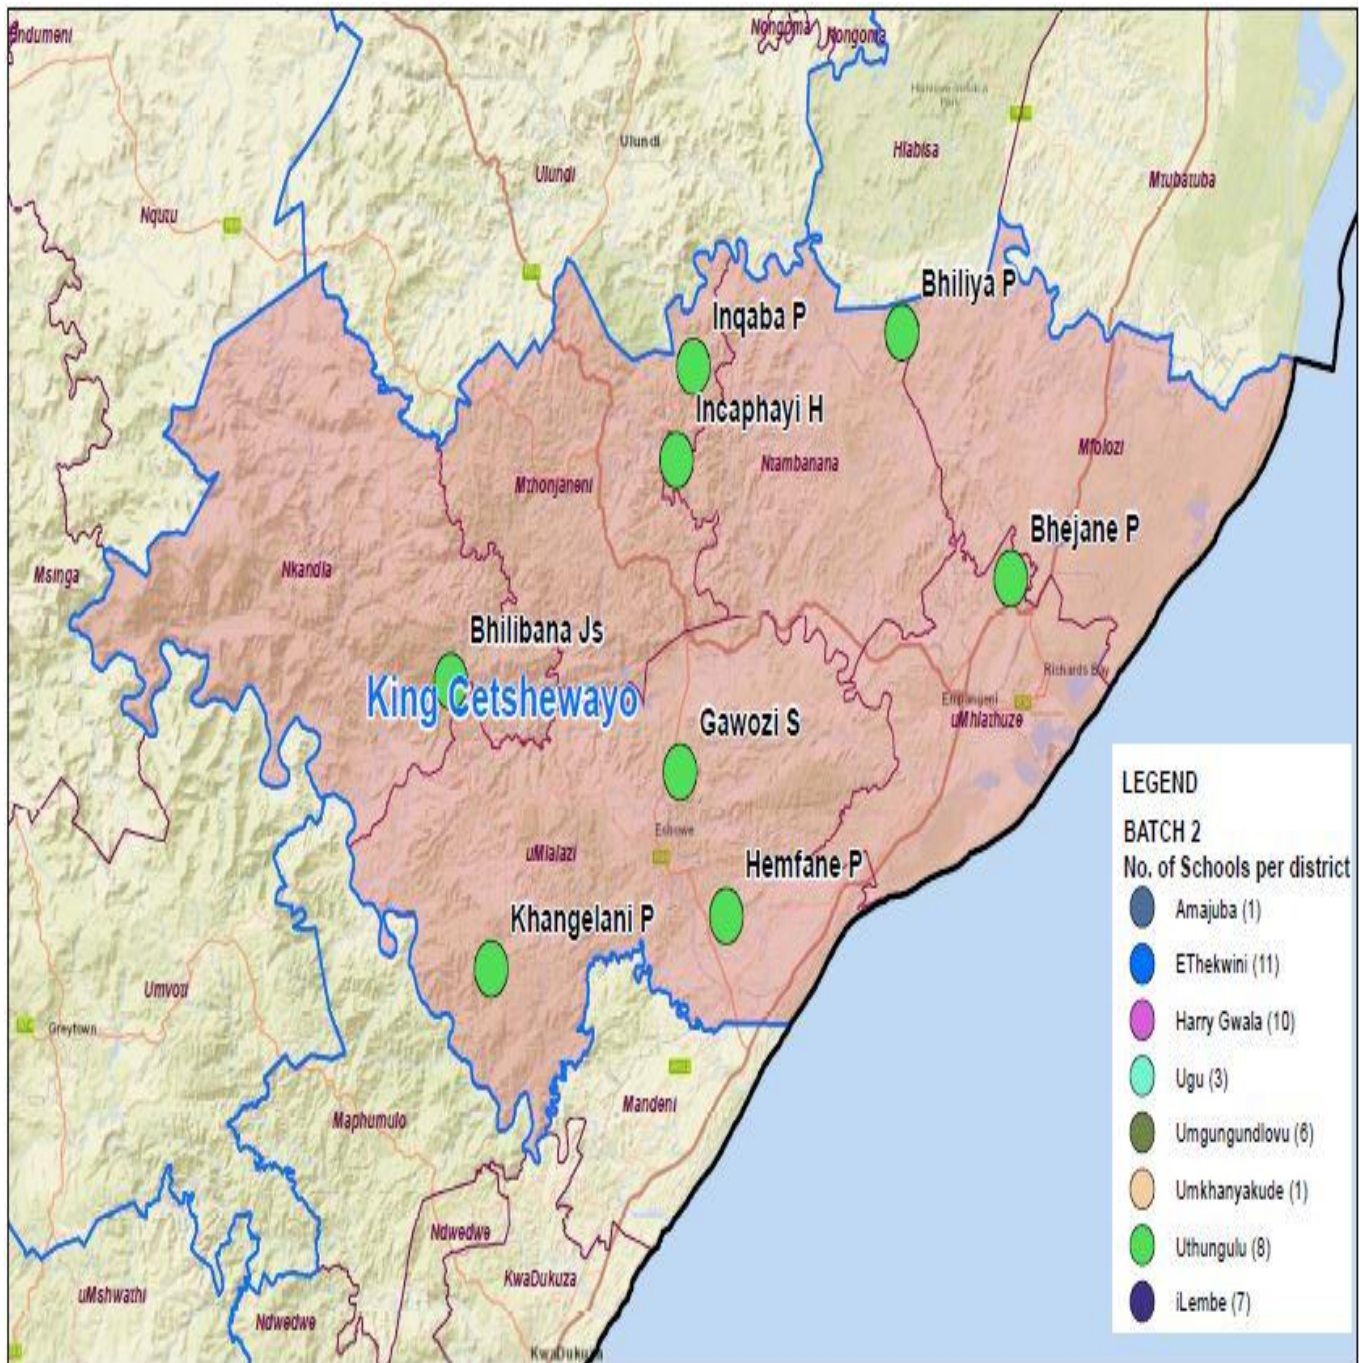 Nongoma
Nongoma
Ulundi
Hlabisa
Ulundi
Mtubatuba
Nqutu
Bhiliya P
Inqaba P
Incaphayi H
Mfolozi
Ntambanana
Mthonjaneni
Bhejane P
Nkandla
Msinga
Bhilibana Js
Richards Bay
King Cetshewayo
Empangeni
Gawozi S
uMhlathuze
Eshowe
uMlalazi
Hemfane P
Khangelani P
Umvoti
Greytown
Mandeni
Maphumulo
Ndwedwe
KwaDukuza
uMshwathi
Ndwedwe
KwaDukuza
LEGEND
BATCH 2
No. of Schools per district
Amajuba (1)
EThekwini (11)
Harry Gwala (10)
Ugu (3)
Umgungundlovu (6)
Umkhanyakude (1)
Uthungulu (8)
iLembe (7)